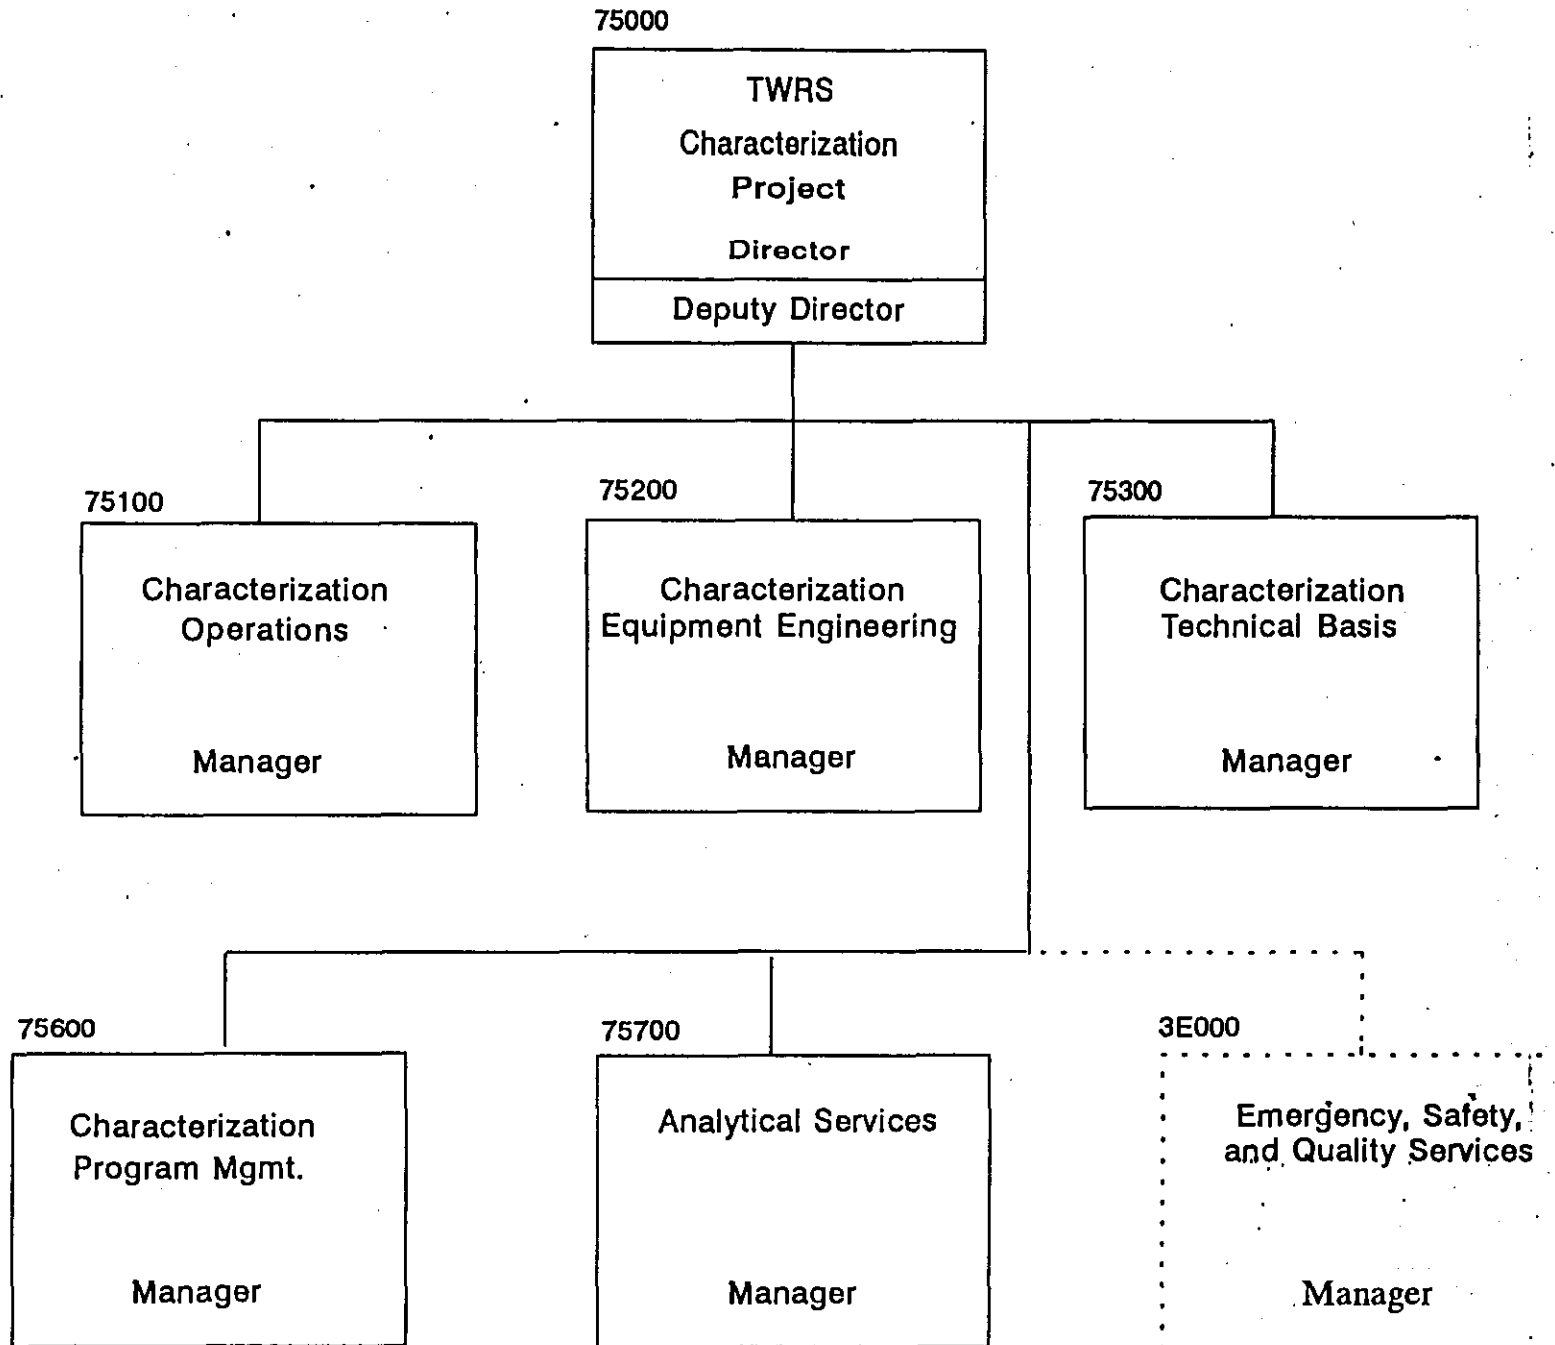 75000
TWRS
Characterization
Project
Director
Deputy Director
75100
Characterization
Operations
Manager
75200
Characterization
Equipment Engineering
Manager
75300
Characterization
Technical Basis
Manager
75600
Characterization
Program Mgmt.
Manager
75700
Analytical Services
Manager
3E000
Emergency, Safety,
and Quality Services
Manager